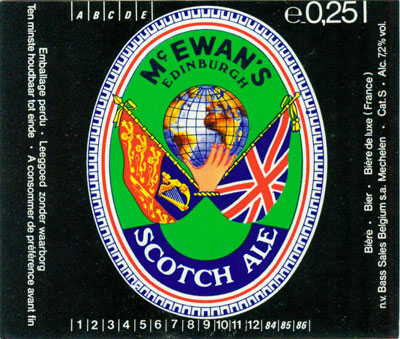 A B C D E
e 0,25 l
McEWAN'S
EDINBURGH
SCOTCH ALE
Emballage perdu · Leeggoed zonder waarborg
Ten minste houdbaar tot einde · A consommer de préférence avant fin
Bière · Bier · Bière de luxe (France)
n.v. Bass Sales Belgium s.a. Mechelen · Cat. S · Alc. 7,2% vol.
1 2 3 4 5 6 7 8 9 10 11 12 84 85 86